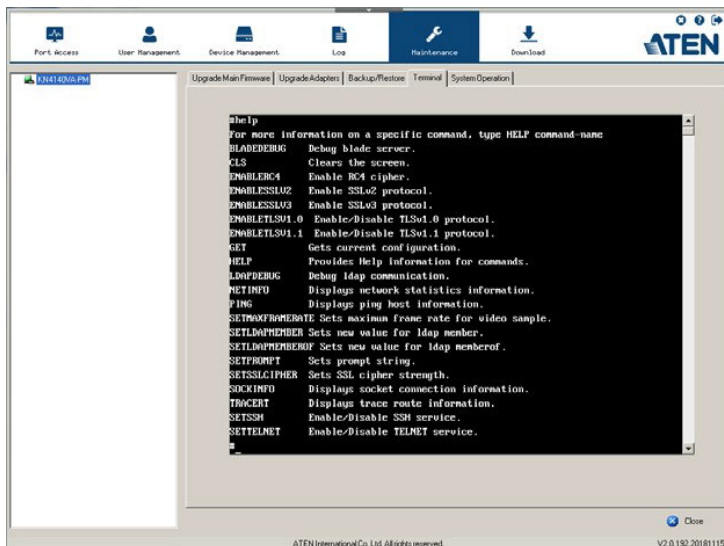 Port Access User Management Device Management Log Maintenance Download ATEN
KN4140VA-PM
Upgrade Main Firmware Upgrade Adapters Backup/Restore Terminal System Operation
#help
For more information on a specific command, type HELP command-name
BLADEDEBUG Debug blade server.
CLS Clears the screen.
ENABLERC4 Enable RC4 cipher.
ENABLESSLV2 Enable SSLv2 protocol.
ENABLESSLV3 Enable SSLv3 protocol.
ENABLETLSV1.0 Enable/Disable TLSv1.0 protocol.
ENABLETLSV1.1 Enable/Disable TLSv1.1 protocol.
GET Gets current configuration.
HELP Provides Help information for commands.
LDAPDEBUG Debug ldap communication.
NETINFO Displays network statistics information.
PING Displays ping host information.
SETMAXFRAMERATE Sets maximum frame rate for video sample.
SETLDAPMEMBER Sets new value for ldap member.
SETLDAPMEMBEROF Sets new value for ldap memberof.
SETPROMPT Sets prompt string.
SETSSLCIPHER Sets SSL cipher strength.
SOCKINFO Displays socket connection information.
TRACERT Displays trace route information.
SETSSH Enable/Disable SSH service.
SETTELNET Enable/Disable TELNET service.
#_
Close
ATEN International Co. Ltd. All rights reserved. V2.0.192.20181115